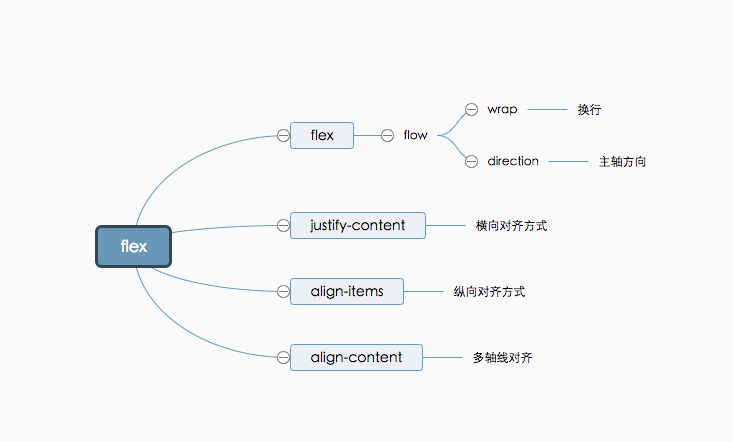 flex
flex
flow
wrap
换行
direction
主轴方向
justify-content
横向对齐方式
align-items
纵向对齐方式
align-content
多轴线对齐